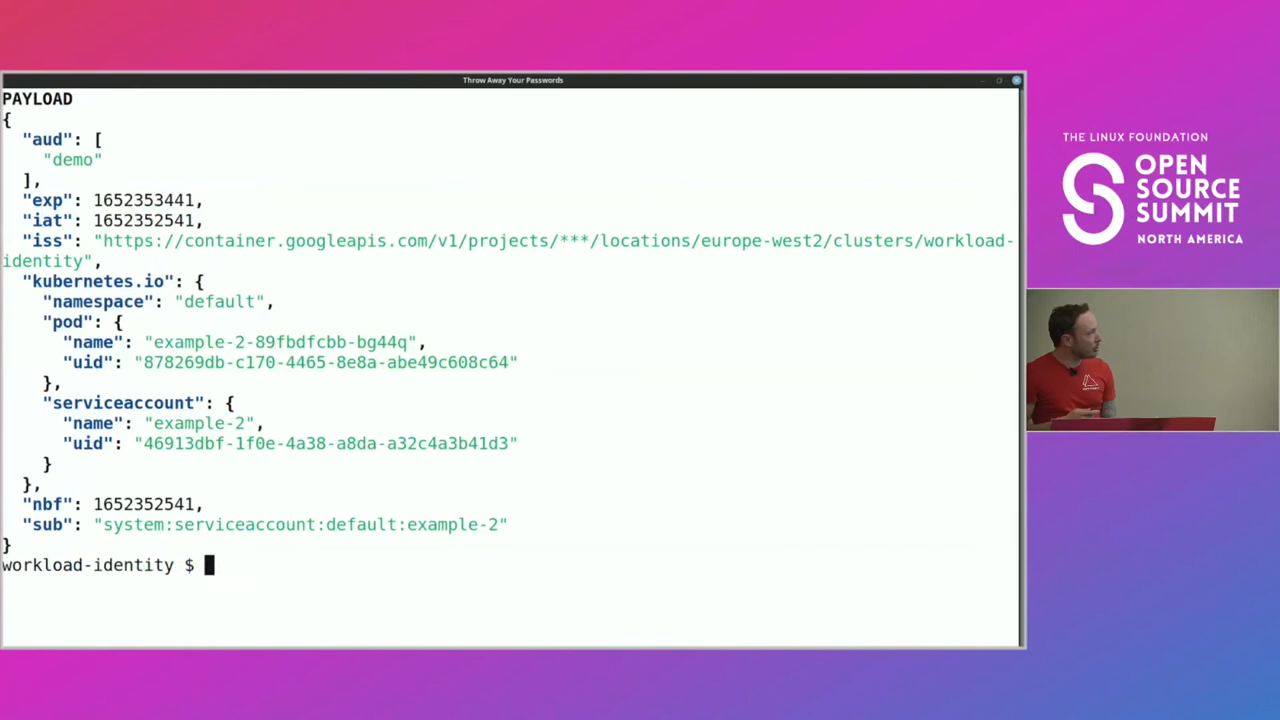 Throw Away Your Passwords
PAYLOAD
{
  "aud": [
    "demo"
  ],
  "exp": 1652353441,
  "iat": 1652352541,
  "iss": "https://container.googleapis.com/v1/projects/***/locations/europe-west2/clusters/workload-
identity",
  "kubernetes.io": {
    "namespace": "default",
    "pod": {
      "name": "example-2-89fbdfcbb-bg44q",
      "uid": "878269db-c170-4465-8e8a-abe49c608c64"
    },
    "serviceaccount": {
      "name": "example-2",
      "uid": "46913dbf-1f0e-4a38-a8da-a32c4a3b41d3"
    }
  },
  "nbf": 1652352541,
  "sub": "system:serviceaccount:default:example-2"
}
workload-identity $
THE LINUX FOUNDATION
OPEN
SOURCE
SUMMIT
NORTH AMERICA